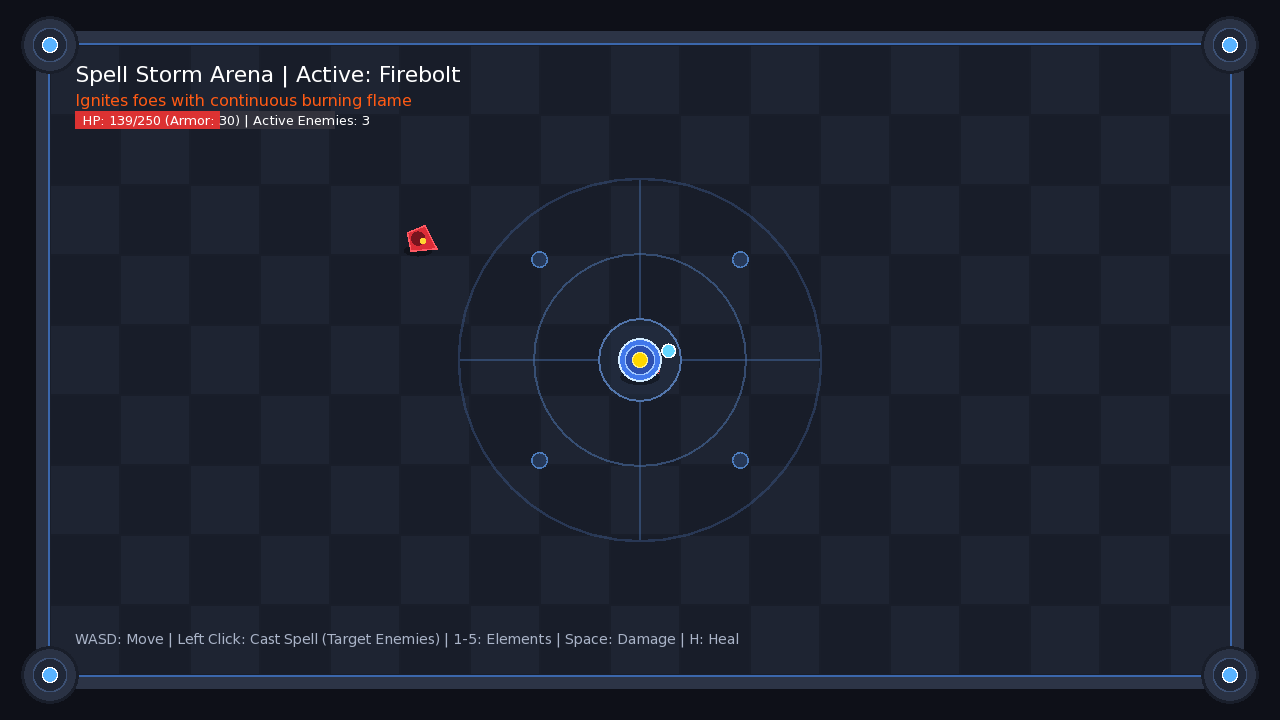 Spell Storm Arena | Active: Firebolt
Ignites foes with continuous burning flame
HP: 139/250 (Armor: 30) | Active Enemies: 3
WASD: Move | Left Click: Cast Spell (Target Enemies) | 1-5: Elements | Space: Damage | H: Heal